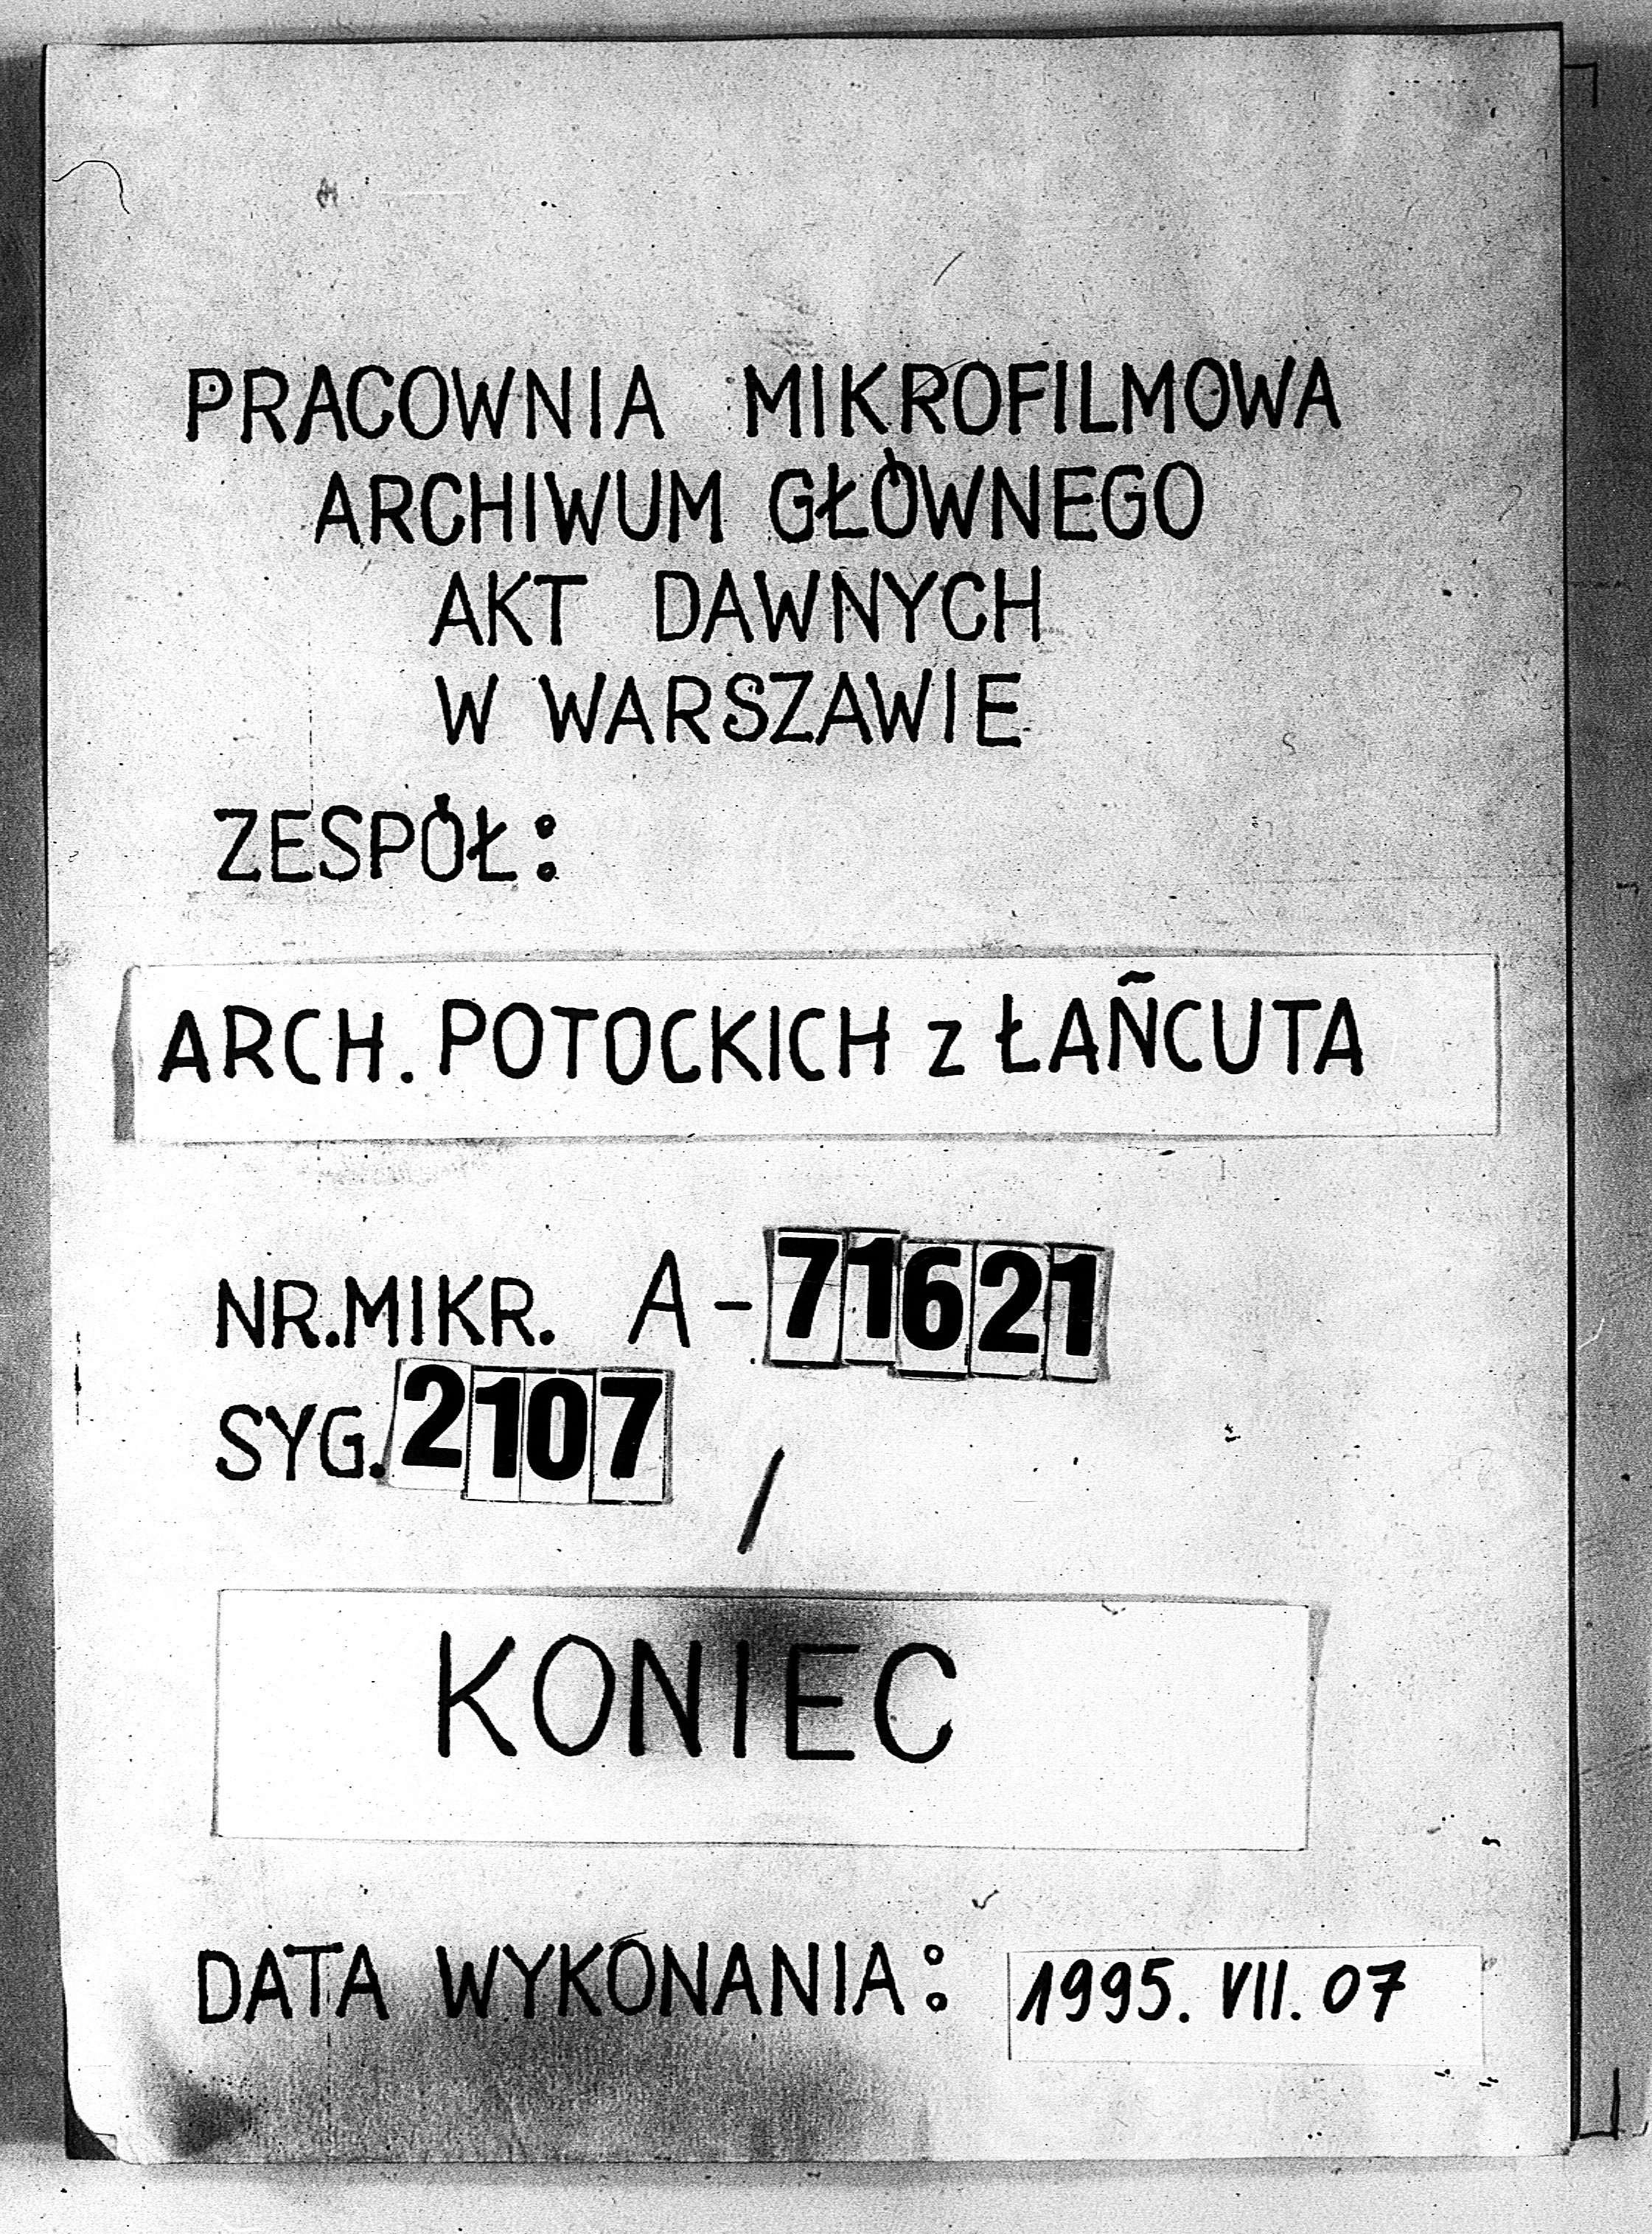 PRACOWNIA MIKROFILMOWA
ARCHIWUM GŁÓWNEGO
AKT DAWNYCH
W WARSZAWIE
ZESPÓŁ:
ARCH. POTOCKICH z ŁAŃCUTA
NR.MIKR. A-71621
SYG. 2107
/
KONIEC
DATA WYKONANIA: 1995. VII. 07